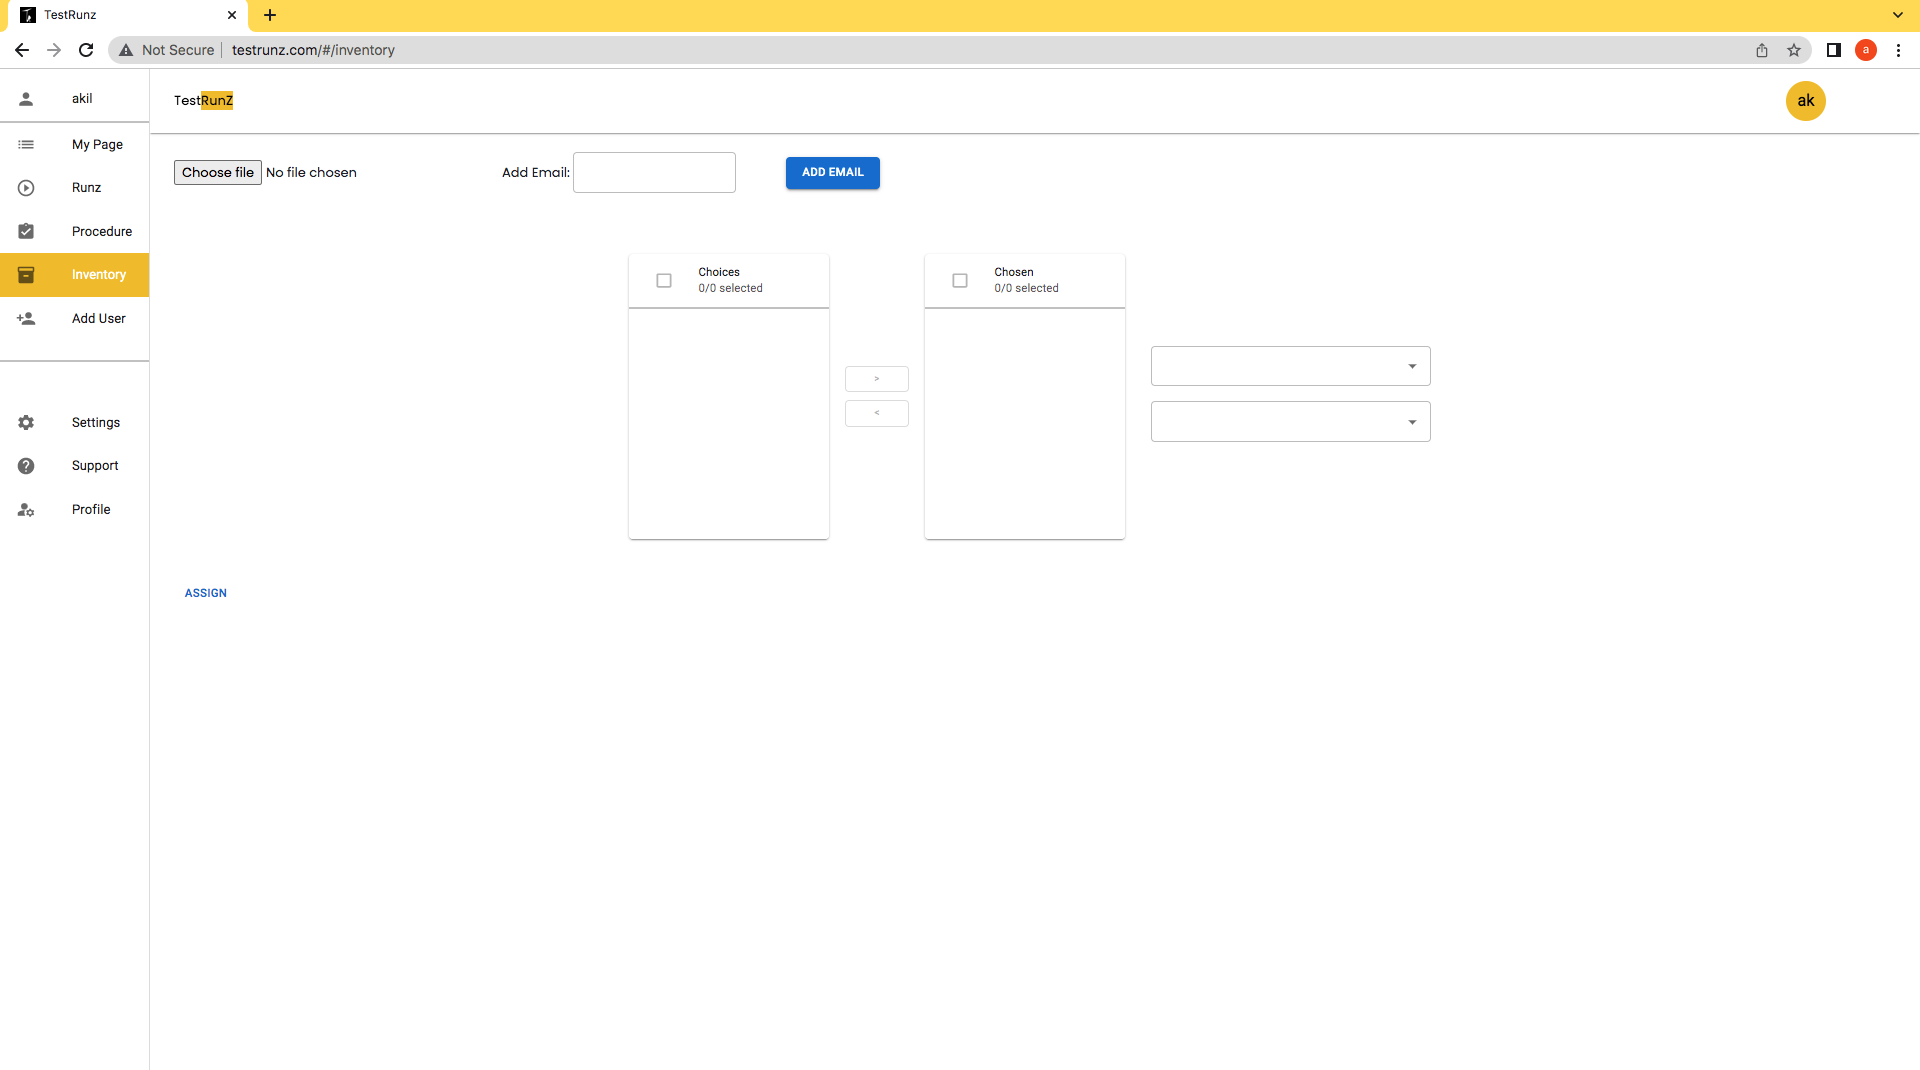 TestRunz
Not Secure testrunz.com/#/inventory
a
akil
TestRunZ
ak
My Page
Runz
Procedure
Inventory
Add User
Settings
Support
Profile
Choose file No file chosen
Add Email:
ADD EMAIL
Choices
0/0 selected
>
<
Chosen
0/0 selected
ASSIGN